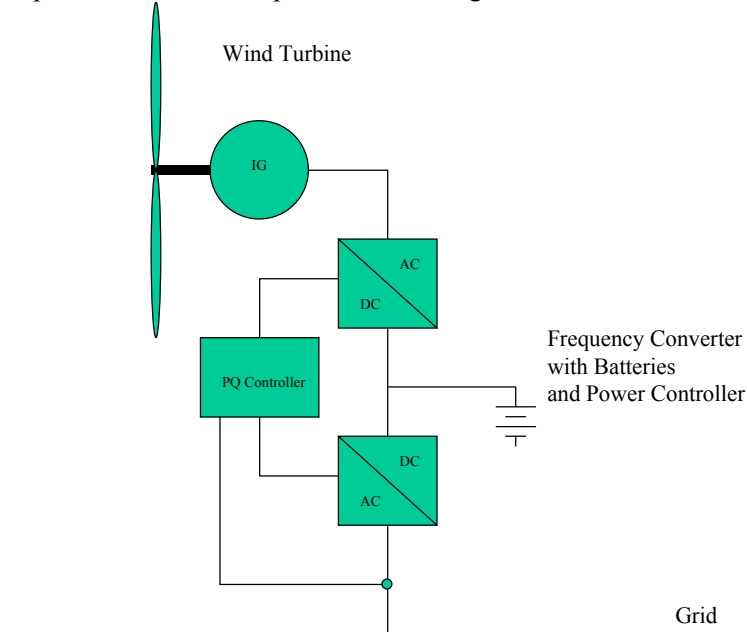 Wind Turbine
IG
AC
DC
Frequency Converter
with Batteries
and Power Controller
PQ Controller
DC
AC
Grid